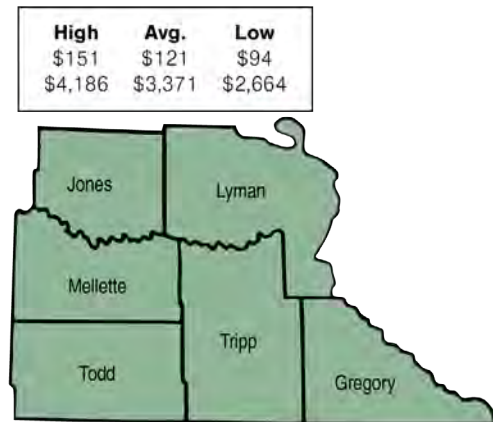 High Avg. Low
$151 $121 $94
$4,186 $3,371 $2,664
Jones
Lyman
Mellette
Tripp
Todd
Gregory